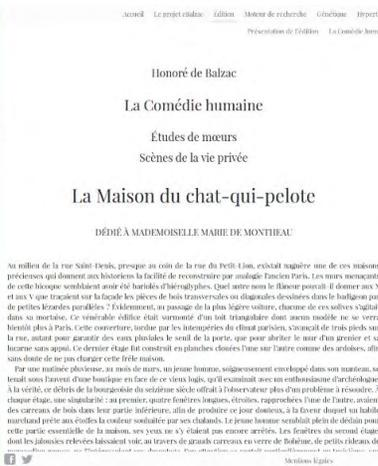 Accueil Le projet eBalzac Édition Moteur de recherche Génétique Hypert
Présentation de l'édition La Comédie hum
Honoré de Balzac
La Comédie humaine
Études de mœurs
Scènes de la vie privée
La Maison du chat-qui-pelote
DÉDIÉ À MADEMOISELLE MARIE DE MONTHEAU
Au milieu de la rue Saint-Denis, presque au coin de la rue du Petit-Lion, existait naguère une de ces maisons
précieuses qui donnent aux historiens la facilité de reconstruire par analogie l'ancien Paris. Les murs menaçants
de cette bicoque semblaient avoir été bariolés d'hiéroglyphes. Quel autre nom le flâneur pouvait-il donner aux X
et aux V que traçaient sur la façade les pièces de bois transversales ou diagonales dessinées dans le badigeon par
de petites lézardes parallèles ? Évidemment, au passage de la plus légère voiture, chacune de ces solives s'agitait
dans sa mortaise. Ce vénérable édifice était surmonté d'un toit triangulaire dont aucun modèle ne se verra
bientôt plus à Paris. Cette couverture, tordue par les intempéries du climat parisien, s'avançait de trois pieds sur
la rue, autant pour garantir des eaux pluviales le seuil de la porte, que pour abriter le mur d'un grenier et sa
lucarne sans appui. Ce dernier étage fut construit en planches clouées l'une sur l'autre comme des ardoises, afin
sans doute de ne pas charger cette frêle maison.
Par une matinée pluvieuse, au mois de mars, un jeune homme, soigneusement enveloppé dans son manteau, se
tenait sous l'auvent d'une boutique en face de ce vieux logis, qu'il examinait avec un enthousiasme d'archéologue.
À la vérité, ce débris de la bourgeoisie du seizième siècle offrait à l'observateur plus d'un problème à résoudre. À
chaque étage, une singularité : au premier, quatre fenêtres longues, étroites, rapprochées l'une de l'autre, avaient
des carreaux de bois dans leur partie inférieure, afin de produire ce jour douteux, à la faveur duquel un habile
marchand prête aux étoffes la couleur souhaitée par ses chalands. Le jeune homme semblait plein de dédain pour
cette partie essentielle de la maison, ses yeux ne s'y étaient pas encore arrêtés. Les fenêtres du second étage,
dont les jalousies relevées laissaient voir, au travers de grands carreaux en verre de Bohême, de petits rideaux de
Mentions légales